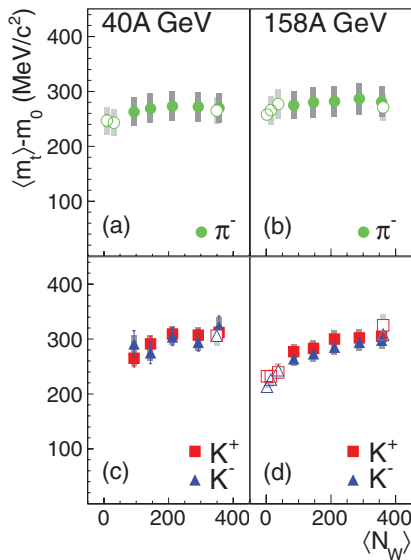 40A GeV 158A GeV
⟨m_t⟩-m_0 (MeV/c²)
400
300
200
100
(a) π⁻ (b) π⁻
400
300
200
100
K⁺ K⁺
(c) K⁻ (d) K⁻
0 200 400 0 200 400
⟨N_W⟩